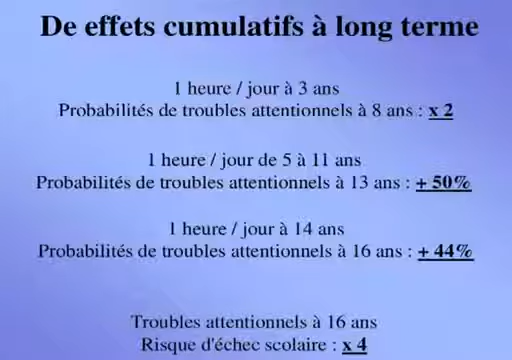 De effets cumulatifs à long terme
1 heure / jour à 3 ans
Probabilités de troubles attentionnels à 8 ans : x 2
1 heure / jour de 5 à 11 ans
Probabilités de troubles attentionnels à 13 ans : + 50%
1 heure / jour à 14 ans
Probabilités de troubles attentionnels à 16 ans : + 44%
Troubles attentionnels à 16 ans
Risque d'échec scolaire : x 4